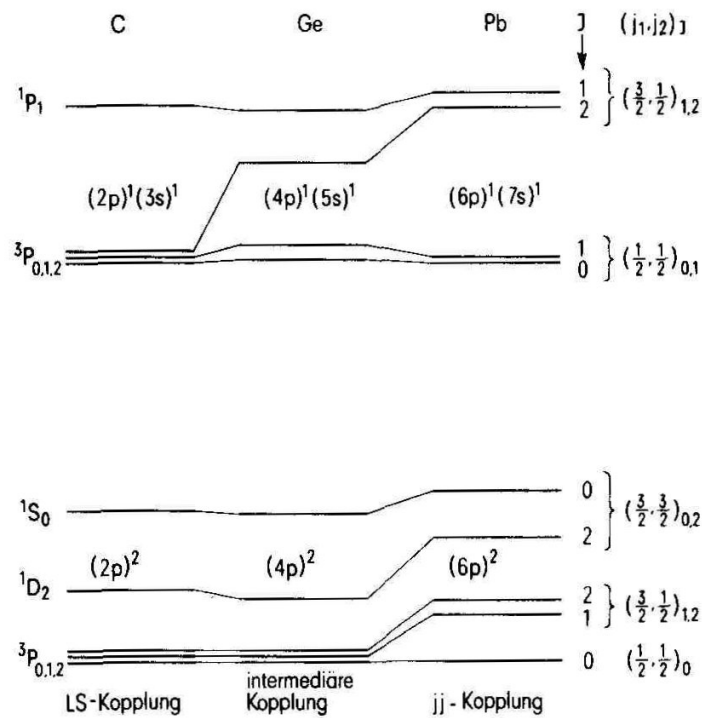 C Ge Pb J (j₁,j₂)J
¹P₁ 1
2 (3/2,1/2)₁,₂
(2p)¹(3s)¹ (4p)¹(5s)¹ (6p)¹(7s)¹
³P₀,₁,₂ 1
0 (1/2,1/2)₀,₁
¹S₀ 0
2 (3/2,3/2)₀,₂
(2p)² (4p)² (6p)²
¹D₂ 2
1 (3/2,1/2)₁,₂
³P₀,₁,₂ 0 (1/2,1/2)₀
LS-Kopplung intermediäre
Kopplung jj-Kopplung